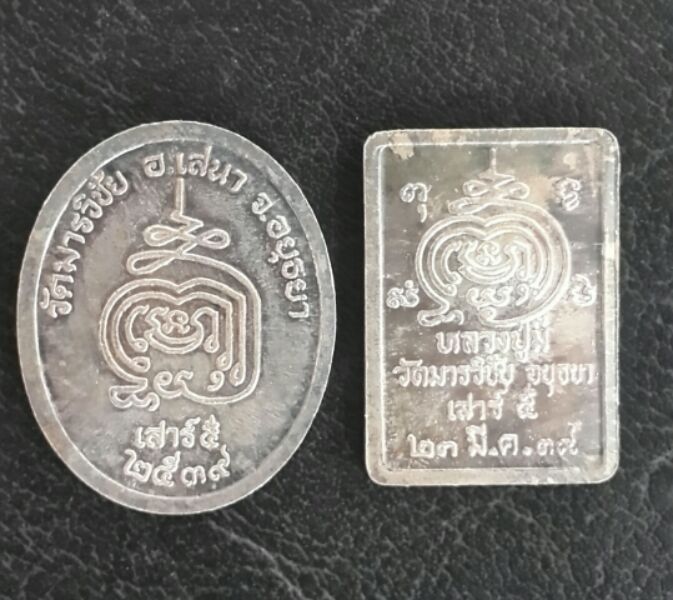 วัดมารวิชัย อ.เสนา จ.อยุธยา
เสาร์ ๕
๒๕๓๙
หลวงปู่มี
วัดมารวิชัย อยุธยา
เสาร์ ๕
๒๓ มี.ค. ๓๙